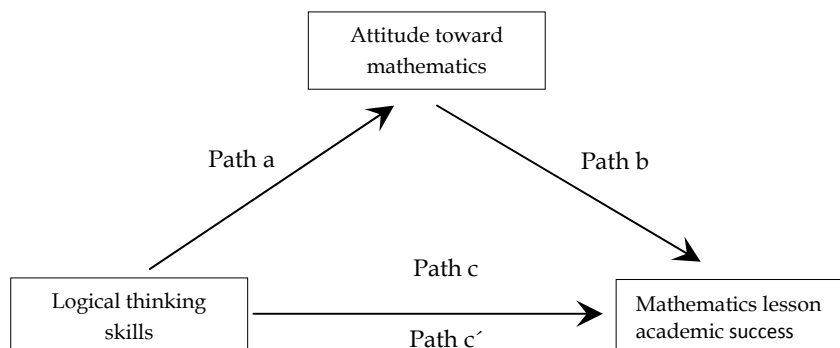 Attitude toward
mathematics
Path a
Path b
Path c
Logical thinking
skills
Mathematics lesson
academic success
Path c´